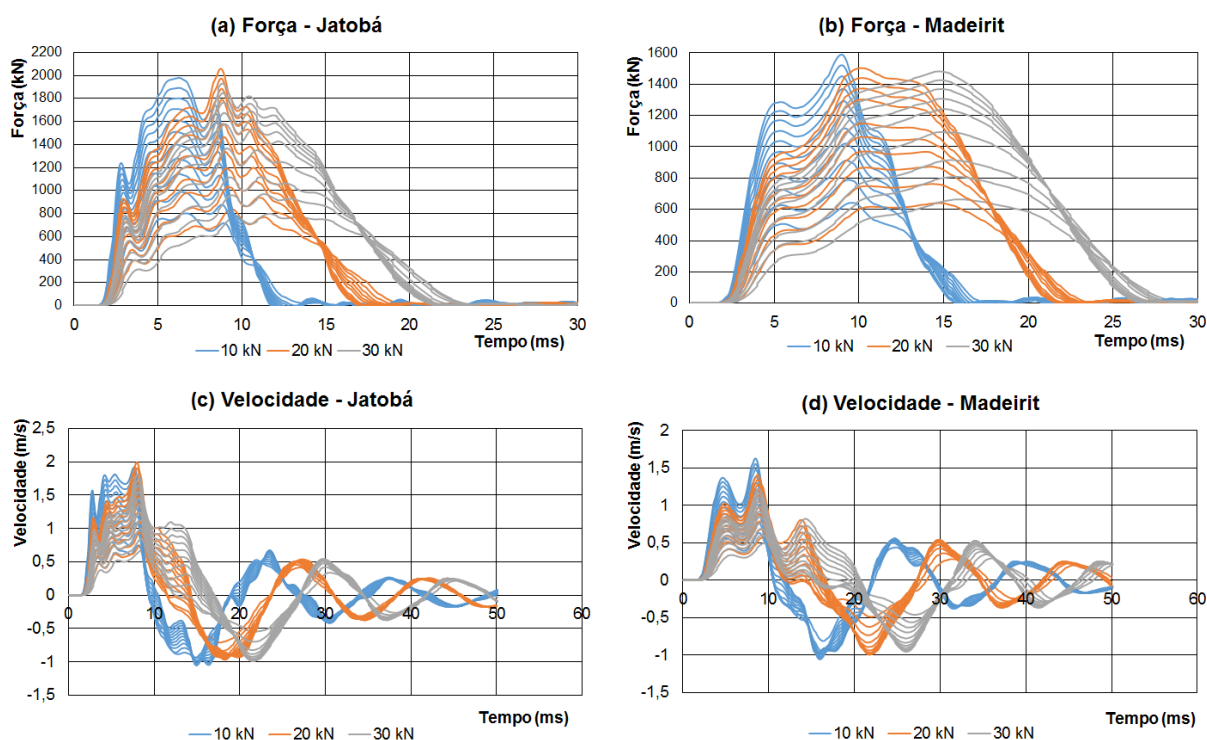 (a) Força - Jatobá
Força (kN)
2200
2000
1800
1600
1400
1200
1000
800
600
400
200
0
0 5 10 15 20 25 30
Tempo (ms)
10 kN 20 kN 30 kN
(b) Força - Madeirit
Força (kN)
1600
1400
1200
1000
800
600
400
200
0
0 5 10 15 20 25 30
Tempo (ms)
10 kN 20 kN 30 kN
(c) Velocidade - Jatobá
Velocidade (m/s)
2,5
2
1,5
1
0,5
0
-0,5
-1
-1,5
0 10 20 30 40 50 60
Tempo (ms)
10 kN 20 kN 30 kN
(d) Velocidade - Madeirit
Velocidade (m/s)
2
1,5
1
0,5
0
-0,5
-1
-1,5
0 10 20 30 40 50 60
Tempo (ms)
10 kN 20 kN 30 kN